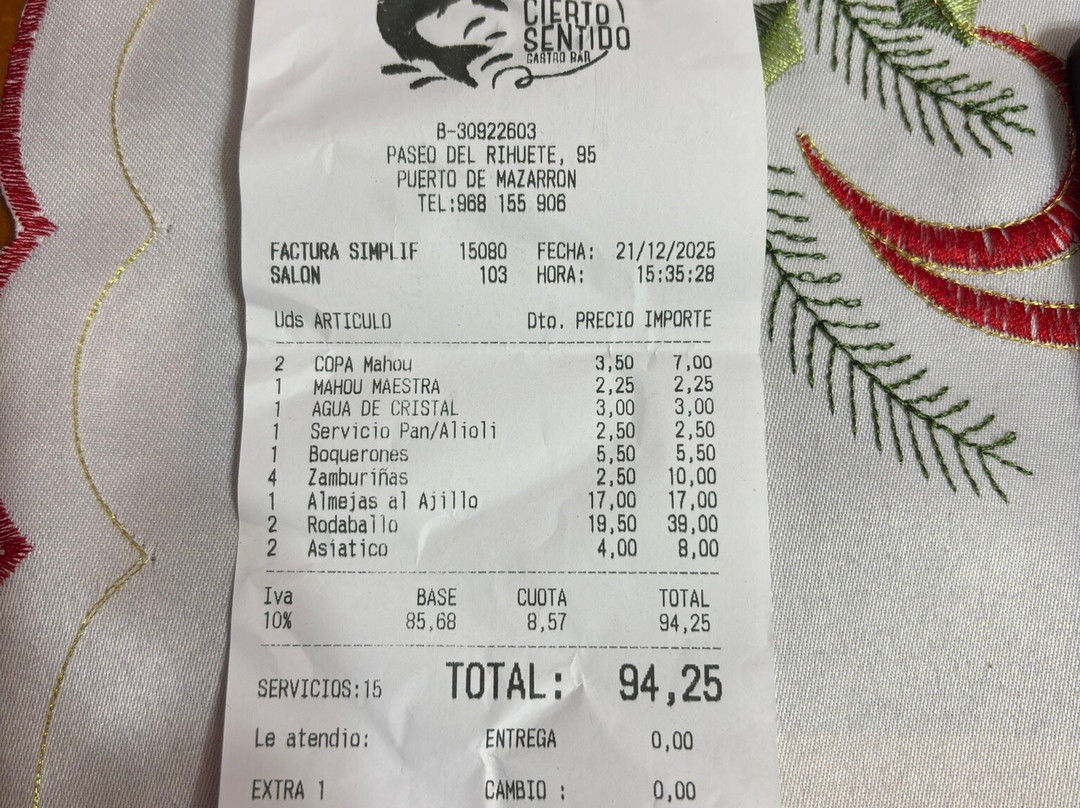 CIERTO
SENTIDO
GASTRO BAR
B-30922603
PASEO DEL RIHUETE, 95
PUERTO DE MAZARRON
TEL:968 155 906
FACTURA SIMPLIF 15080 FECHA: 21/12/2025
SALON 103 HORA: 15:35:28
Uds ARTICULO Dto. PRECIO IMPORTE
2 COPA Mahou 3,50 7,00
1 MAHOU MAESTRA 2,25 2,25
1 AGUA DE CRISTAL 3,00 3,00
1 Servicio Pan/Alioli 2,50 2,50
1 Boquerones 5,50 5,50
4 Zamburiñas 2,50 10,00
1 Almejas al Ajillo 17,00 17,00
2 Rodaballo 19,50 39,00
2 Asiatico 4,00 8,00
Iva BASE CUOTA TOTAL
10% 85,68 8,57 94,25
SERVICIOS:15 TOTAL: 94,25
Le atendio: ENTREGA 0,00
EXTRA 1 CAMBIO : 0,00